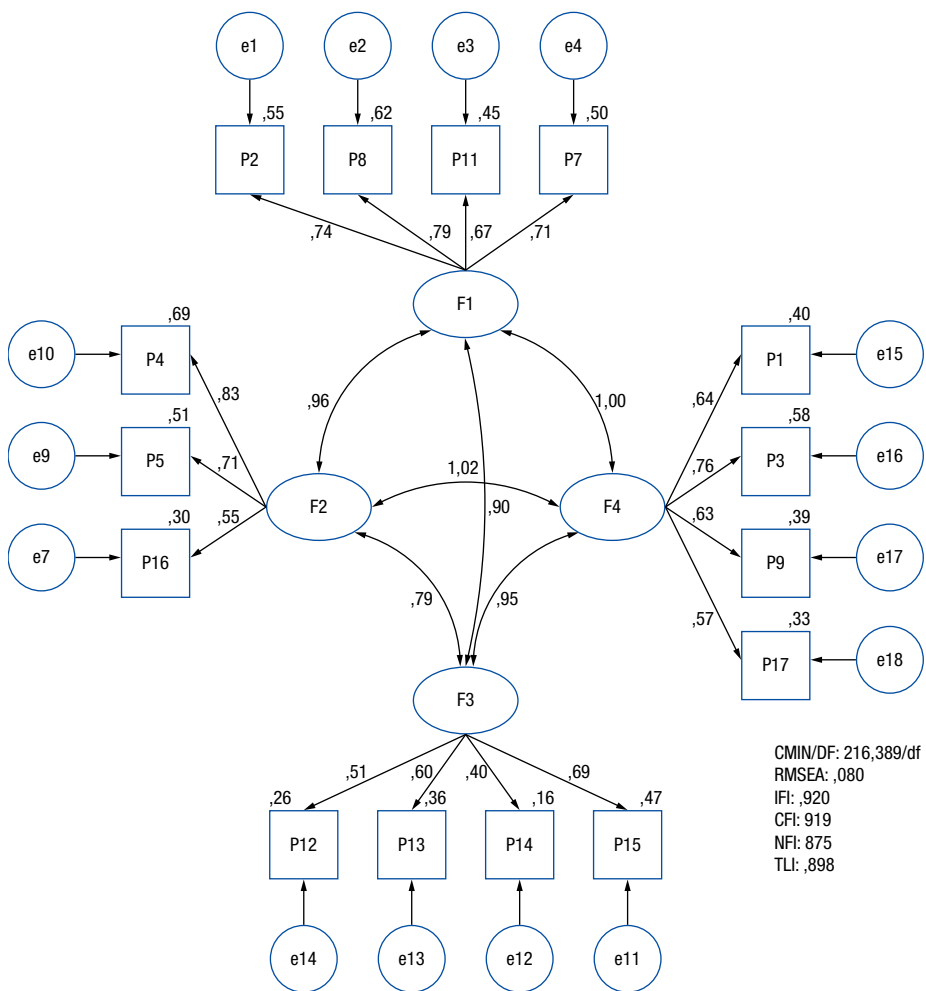 e1 e2 e3 e4
,55 ,62 ,45 ,50
P2 P8 P11 P7
,74 ,79 ,67 ,71
F1
,69 ,40
e10 P4 P1 e15
,83 ,96 1,00 ,64
,51 ,58
e9 P5 ,71 P3 e16
,76
1,02
F2 F4
,90
,30 ,55 ,63 ,39
e7 P16 P9 e17
,79 ,95 ,57 ,33
P17 e18
F3
CMIN/DF: 216,389/df
RMSEA: ,080
IFI: ,920
CFI: 919
NFI: 875
TLI: ,898
,51 ,60 ,40 ,69
,26 ,36 ,16 ,47
P12 P13 P14 P15
e14 e13 e12 e11